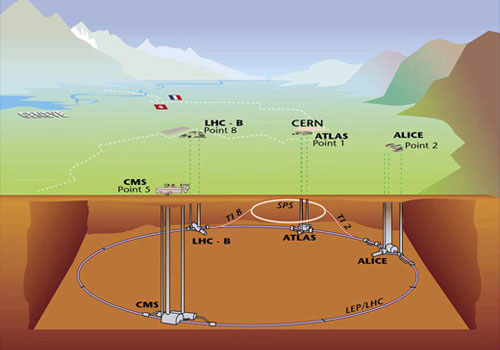 GENEVE
LHC - B
Point 8
CERN
ATLAS
Point 1
ALICE
Point 2
CMS
Point 5
SPS
TI 8
TI 2
LHC - B
ATLAS
ALICE
CMS
LEP/LHC